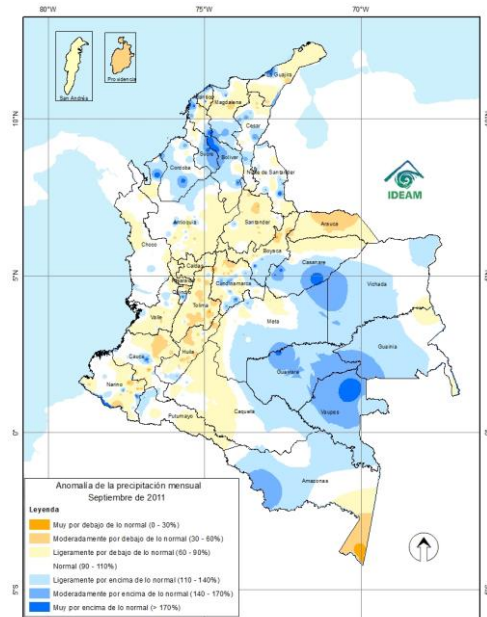 80°W 75°W 70°W
San Andrés
Providencia
Guajira
Magdalena
10°N
Cesar
Sucre
Bolívar
Córdoba
Norte de Santander
IDEAM
Antioquia
Santander
Arauca
Chocó
Boyacá
Casanare
Caldas
Cundinamarca
Vichada
Tolima
Valle
Meta
Guainía
Huila
Cauca
Guaviare
Nariño
Vaupés
Putumayo
Caquetá
Amazonas
Anomalía de la precipitación mensual
Septiembre de 2011
Leyenda
Muy por debajo de lo normal (0 - 30%)
Moderadamente por debajo de lo normal (30 - 60%)
Ligeramente por debajo de lo normal (60 - 90%)
Normal (90 - 110%)
Ligeramente por encima de lo normal (110 - 140%)
Moderadamente por encima de lo normal (140 - 170%)
Muy por encima de lo normal (> 170%)
5°S